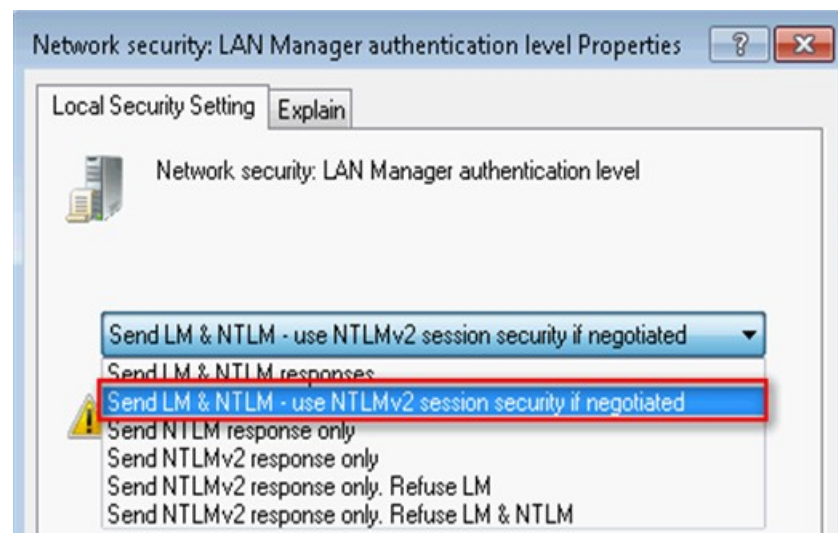 Network security: LAN Manager authentication level Properties
Local Security Setting
Explain
Network security: LAN Manager authentication level
Send LM & NTLM - use NTLMv2 session security if negotiated
Send LM & NTLM responses
Send LM & NTLM - use NTLMv2 session security if negotiated
Send NTLM response only
Send NTLMv2 response only
Send NTLMv2 response only. Refuse LM
Send NTLMv2 response only. Refuse LM & NTLM